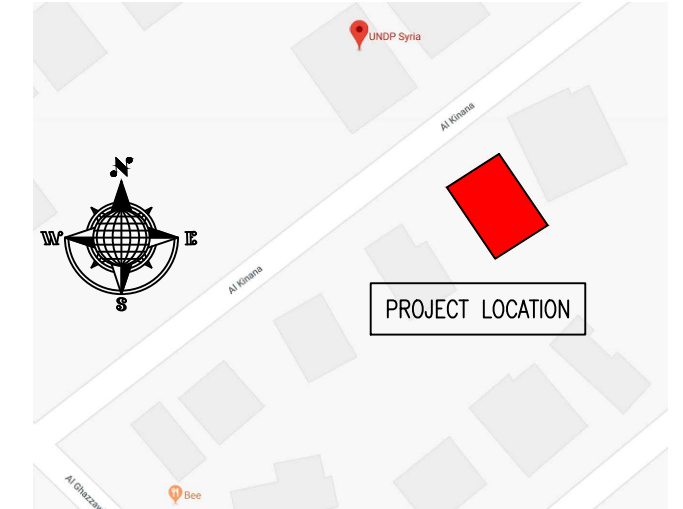 UNDP Syria
Al Kinana
N
W
E
Al Kinana
S
PROJECT LOCATION
Al Ghazza
Bee